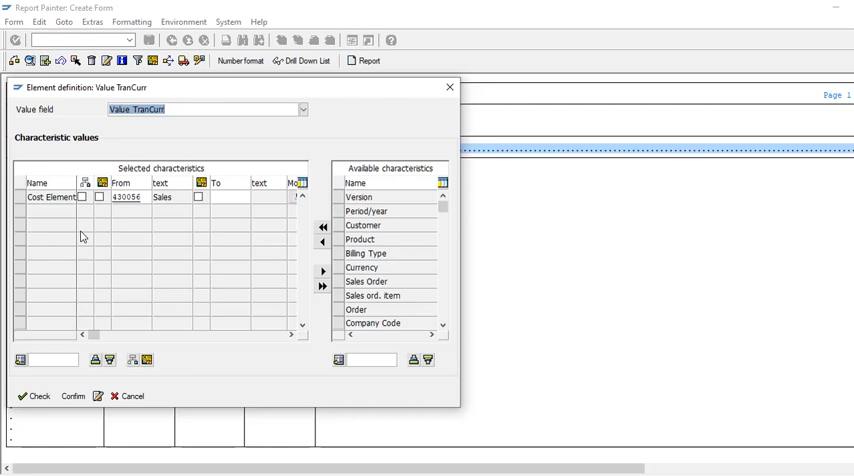 Report Painter: Create Form
Form Edit Goto Extras Formatting Environment System Help
Number format Drill Down List Report
Element definition: Value TranCurr
Page 1
Value field Value TranCurr
Characteristic values
Selected characteristics Available characteristics
Name From text To text Mo Name
Cost Element 430056 Sales Version
Period/year
Customer
Product
Billing Type
Currency
Sales Order
Sales ord. item
Order
Company Code
Check Confirm Cancel